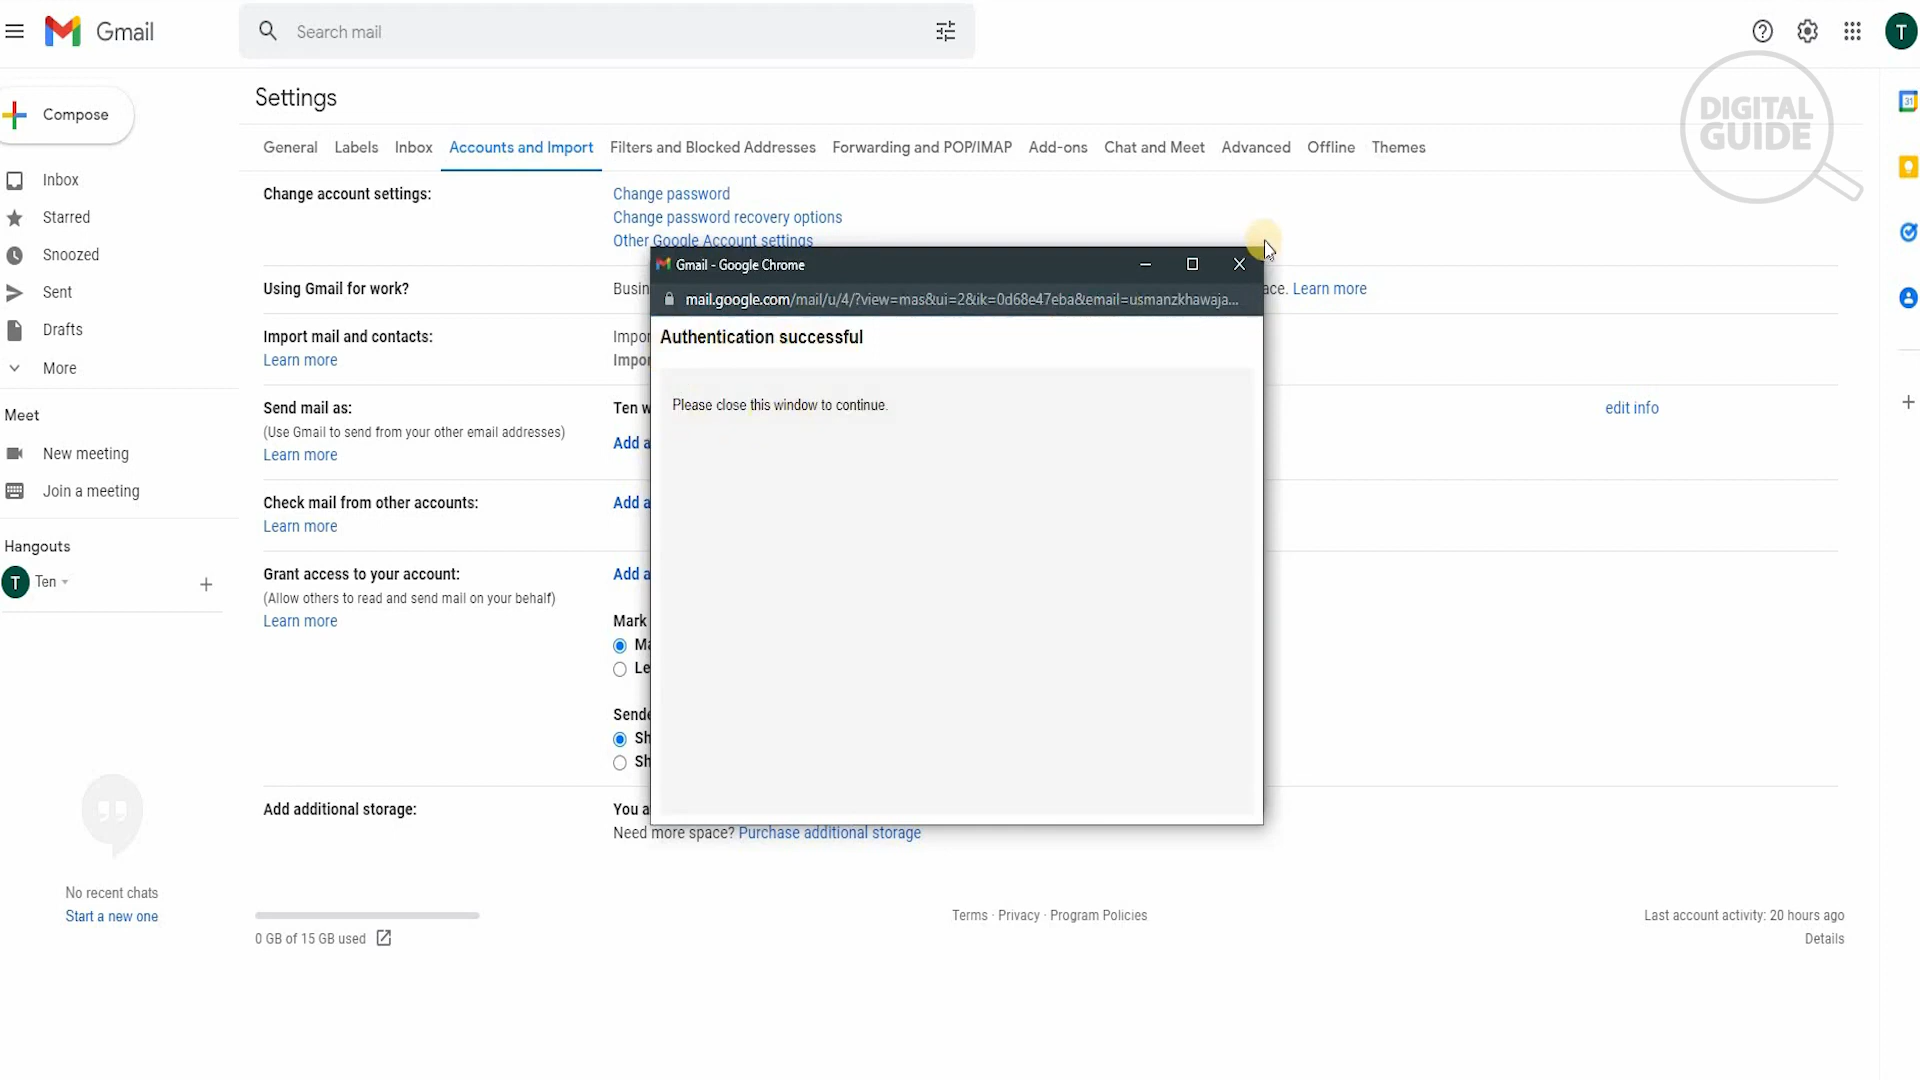 Gmail
Search mail
T
DIGITAL
GUIDE
31
Compose
Inbox
Starred
Snoozed
Sent
Drafts
More
Meet
New meeting
Join a meeting
Hangouts
T Ten
No recent chats
Start a new one
Settings
General Labels Inbox Accounts and Import Filters and Blocked Addresses Forwarding and POP/IMAP Add-ons Chat and Meet Advanced Offline Themes
Change account settings:
Change password
Change password recovery options
Other Google Account settings
Using Gmail for work?
Busin
ace. Learn more
Import mail and contacts:
Learn more
Impor
Impor
Send mail as:
(Use Gmail to send from your other email addresses)
Learn more
Ten w
Add a
edit info
Check mail from other accounts:
Learn more
Add a
Grant access to your account:
(Allow others to read and send mail on your behalf)
Learn more
Add a
Mark
Ma
Le
Sende
Sh
Sh
Add additional storage:
You a
Need more space? Purchase additional storage
Gmail - Google Chrome
mail.google.com/mail/u/4/?view=mas&ui=2&ik=0d68e47eba&email=usmanzkhawaja...
Authentication successful
Please close this window to continue.
0 GB of 15 GB used
Terms · Privacy · Program Policies
Last account activity: 20 hours ago
Details